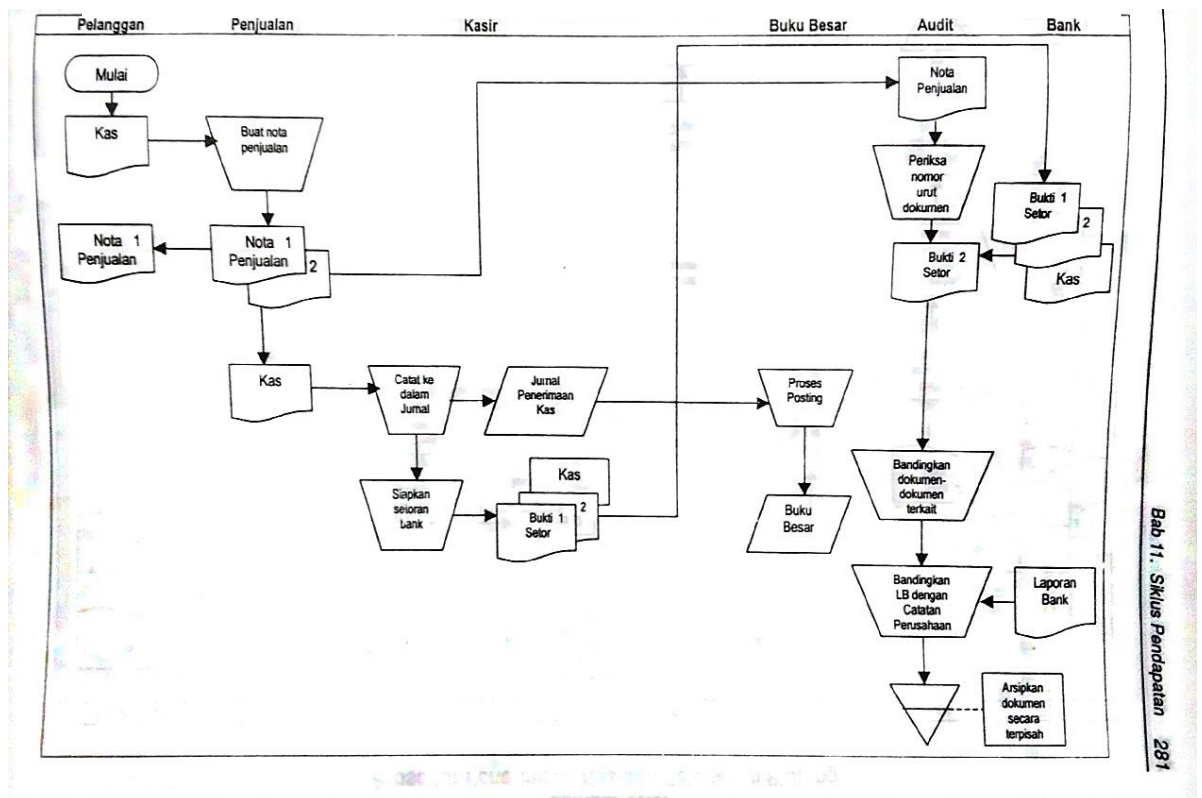 Pelanggan
Penjualan
Kasir
Buku Besar
Audit
Bank
Mulai
Kas
Buat nota
penjualan
Nota 1
Penjualan
Nota 1
Penjualan
2
Kas
Catat ke
dalam
Jurnal
Jurnal
Penerimaan
Kas
Siapkan
setoran
bank
Kas
2
Bukti 1
Setor
Proses
Posting
Buku
Besar
Nota
Penjualan
Periksa
nomor
urut
dokumen
Bukti 2
Setor
Bukti 1
Setor
2
Kas
Bandingkan
dokumen-
dokumen
terkait
Bandingkan
LB dengan
Catatan
Perusahaan
Laporan
Bank
Arsipkan
dokumen
secara
terpisah
Bab 11. Siklus Pendapatan 281